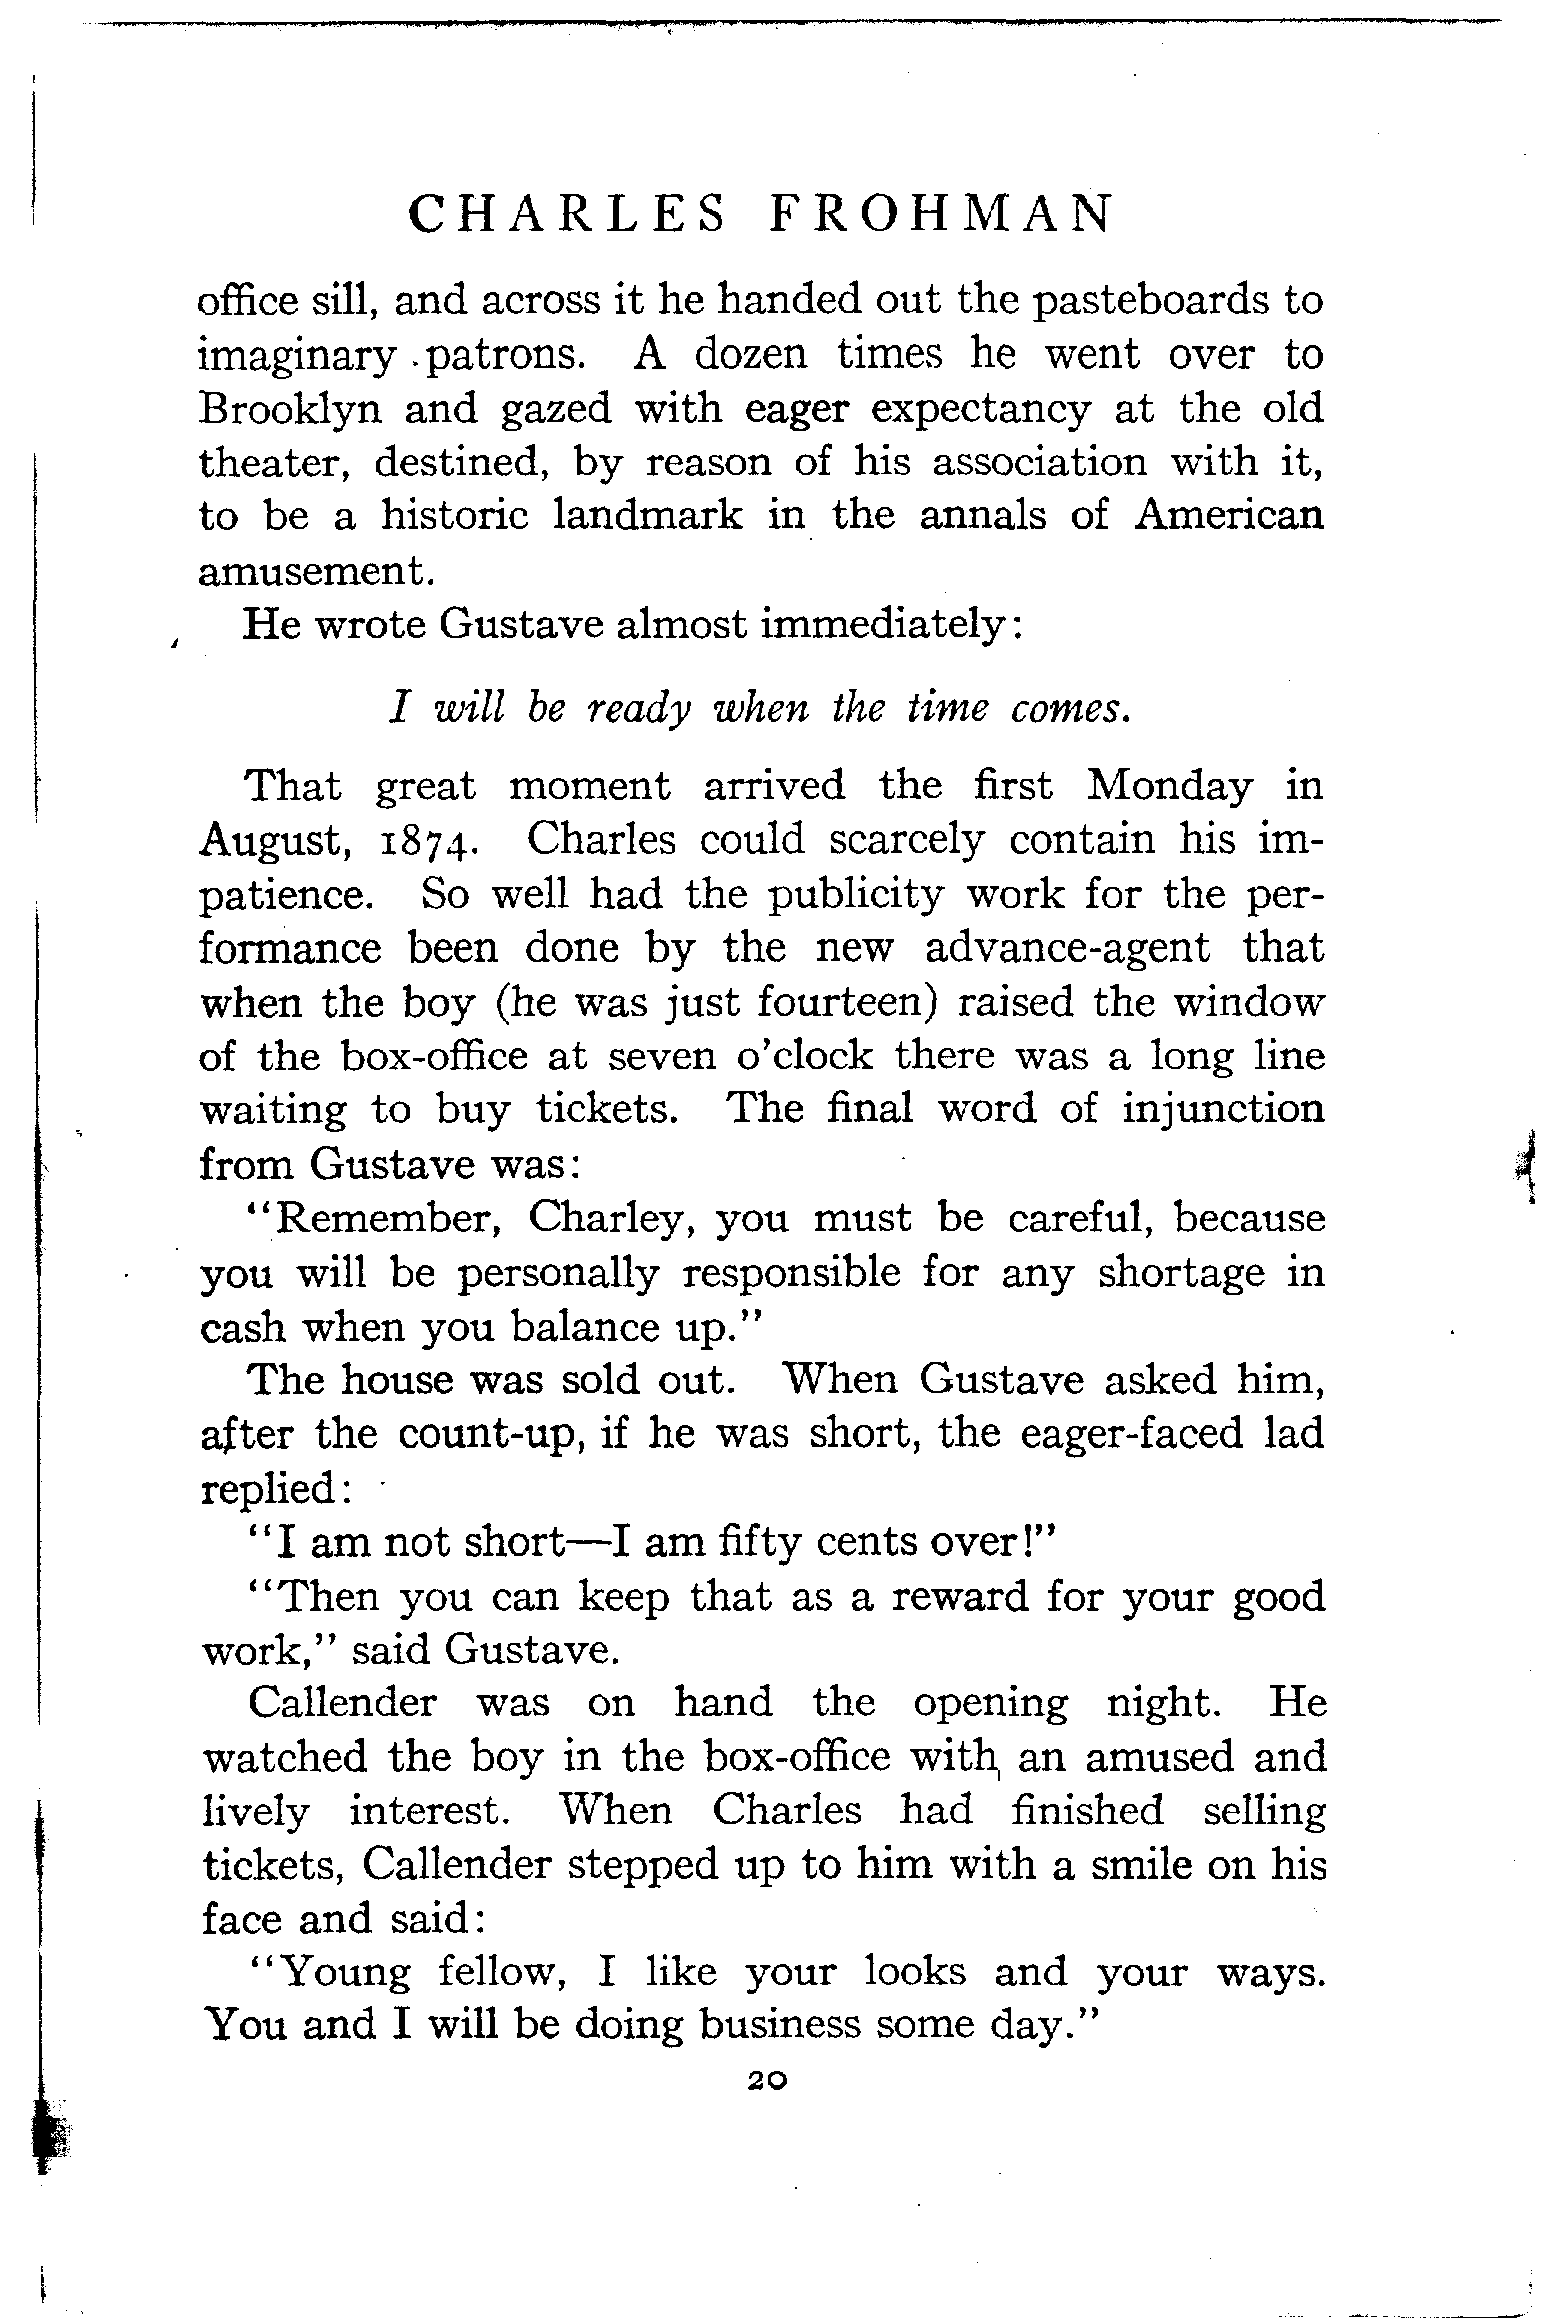 CHARLES FROHMAN
office sill, and across it he handed out the pasteboards to
imaginary patrons. A dozen times he went over to
Brooklyn and gazed with eager expectancy at the old
theater, destined, by reason of his association with it,
to be a historic landmark in the annals of American
amusement.
He wrote Gustave almost immediately:
I will be ready when the time comes.
That great moment arrived the first Monday in
August, 1874. Charles could scarcely contain his im-
patience. So well had the publicity work for the per-
formance been done by the new advance-agent that
when the boy (he was just fourteen) raised the window
of the box-office at seven o'clock there was a long line
waiting to buy tickets. The final word of injunction
from Gustave was:
"Remember, Charley, you must be careful, because
you will be personally responsible for any shortage in
cash when you balance up."
The house was sold out. When Gustave asked him,
after the count-up, if he was short, the eager-faced lad
replied:
"I am not short—I am fifty cents over!"
"Then you can keep that as a reward for your good
work," said Gustave.
Callender was on hand the opening night. He
watched the boy in the box-office with an amused and
lively interest. When Charles had finished selling
tickets, Callender stepped up to him with a smile on his
face and said:
"Young fellow, I like your looks and your ways.
You and I will be doing business some day."
20